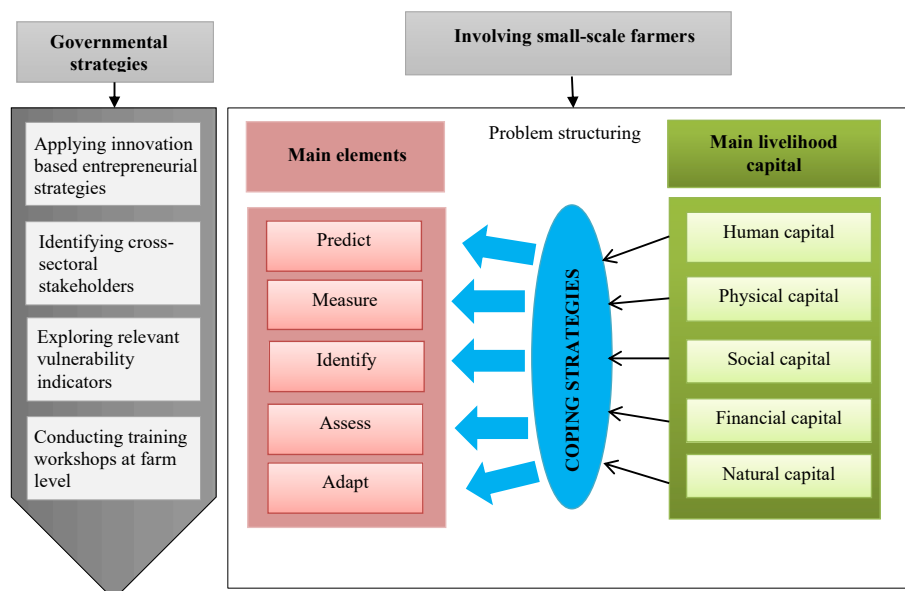 Governmental
strategies
Applying innovation
based entrepreneurial
strategies
Identifying cross-
sectoral
stakeholders
Exploring relevant
vulnerability
indicators
Conducting training
workshops at farm
level
Involving small-scale farmers
Problem structuring
Main elements
Predict
Measure
Identify
Assess
Adapt
COPING STRATEGIES
Main livelihood
capital
Human capital
Physical capital
Social capital
Financial capital
Natural capital